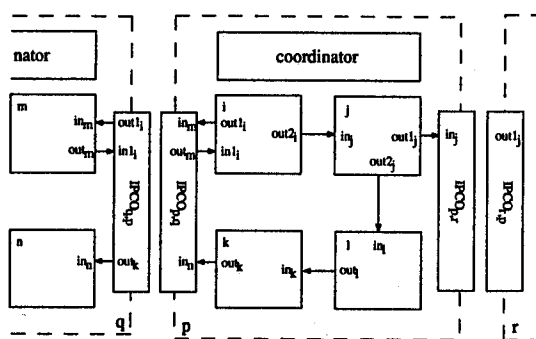 nator
coordinator
m
in_m
out_m
out1_i
in1_i
IPCO_q,p
out_k
n
in_n
q
in_m
out_m
IPCO_p,q
in_n
p
i
out1_i
in1_i
out2_i
j
in_j
out1_j
out2_j
k
out_k
in_k
l
in_l
out_l
in_j
IPCO_p,r
out1_j
IPCO_r,p
r